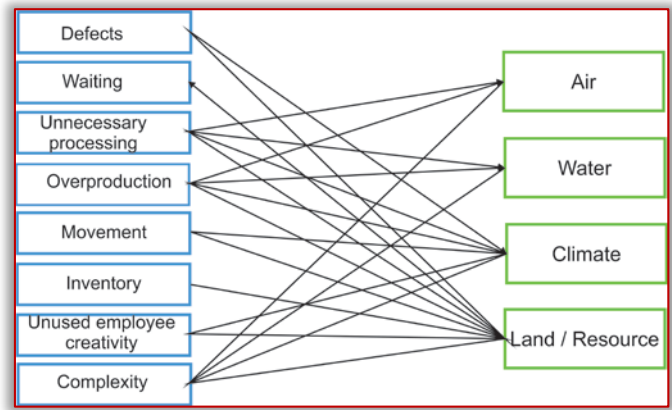 Defects
Waiting
Unnecessary
processing
Overproduction
Movement
Inventory
Unused employee
creativity
Complexity
Air
Water
Climate
Land / Resource